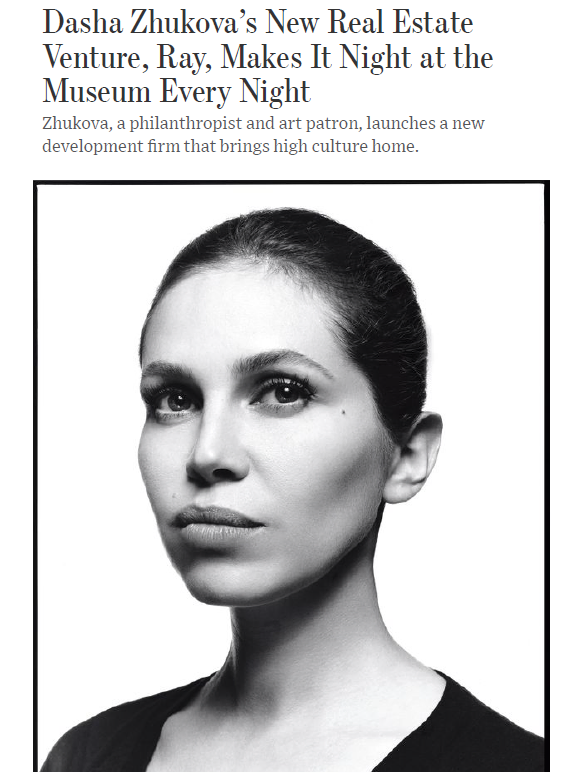 Dasha Zhukova’s New Real Estate
Venture, Ray, Makes It Night at the
Museum Every Night
Zhukova, a philanthropist and art patron, launches a new
development firm that brings high culture home.